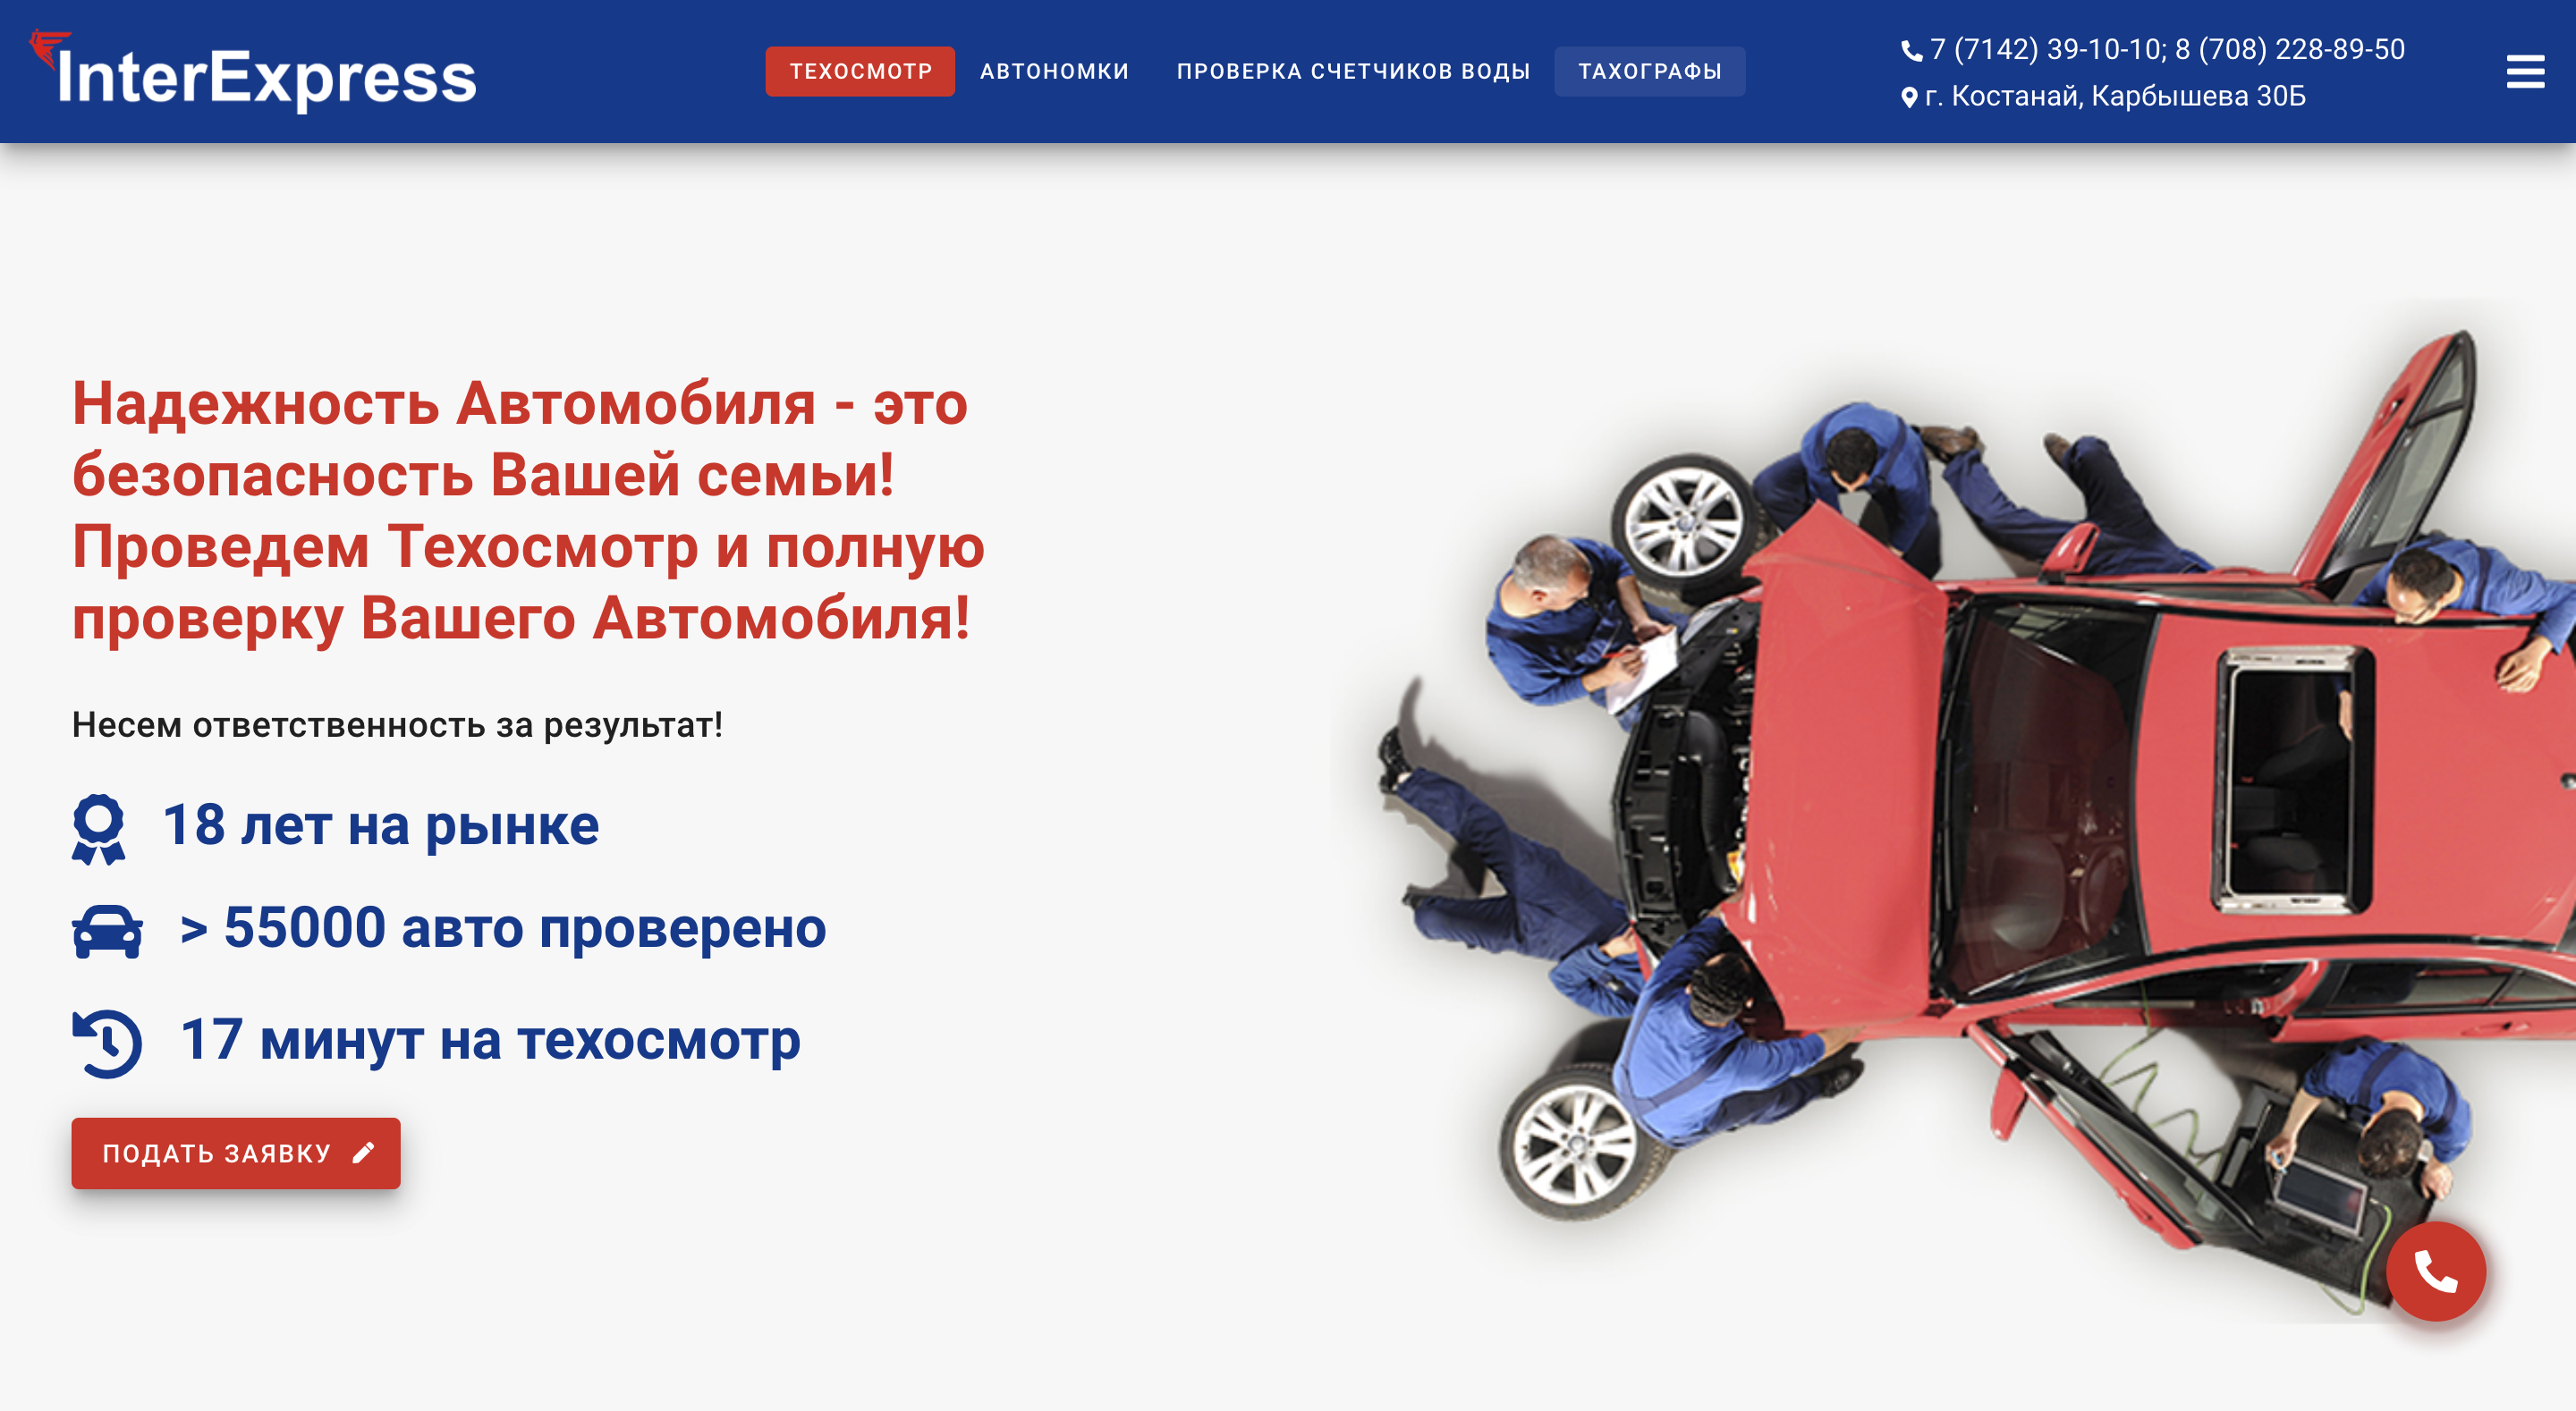 InterExpress
ТЕХОСМОТР
АВТОНОМКИ
ПРОВЕРКА СЧЕТЧИКОВ ВОДЫ
ТАХОГРАФЫ
7 (7142) 39-10-10; 8 (708) 228-89-50
г. Костанай, Карбышева 30Б
Надежность Автомобиля - это
безопасность Вашей семьи!
Проведем Техосмотр и полную
проверку Вашего Автомобиля!
Несем ответственность за результат!
18 лет на рынке
> 55000 авто проверено
17 минут на техосмотр
ПОДАТЬ ЗАЯВКУ